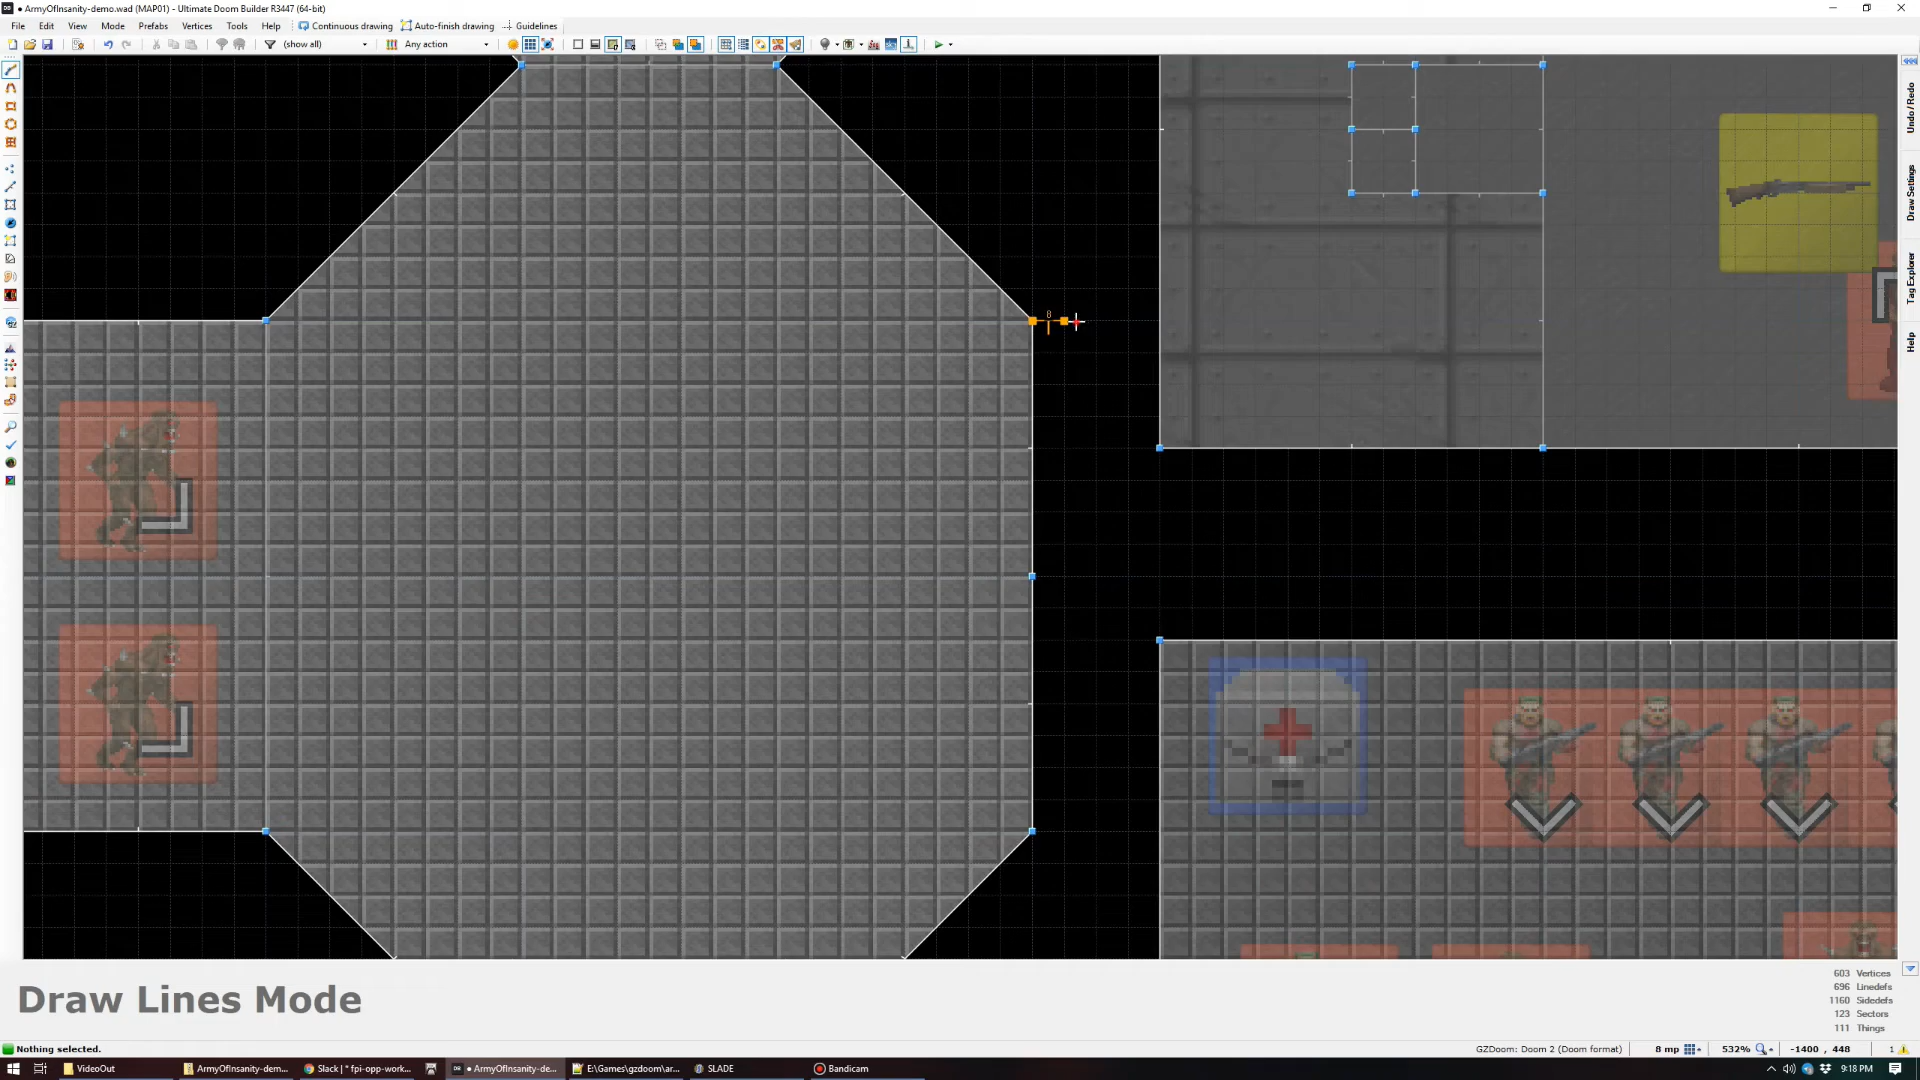 ● ArmyOfInsanity-demo.wad (MAP01) - Ultimate Doom Builder R3447 (64-bit)
File Edit View Mode Prefabs Vertices Tools Help Continuous drawing Auto-finish drawing Guidelines
(show all) Any action
Undo / Redo
Draw Settings
Tag Explorer
Help
8
Draw Lines Mode
603 Vertices
696 Linedefs
1160 Sidedefs
123 Sectors
111 Things
Nothing selected.
GZDoom: Doom 2 (Doom format) 8 mp 532% -1400 , 448 1
VideoOut ArmyOfInsanity-dem... Slack | * fpi-opp-work... ● ArmyOfInsanity-de... E:\Games\gzdoom\ar... SLADE Bandicam 9:18 PM